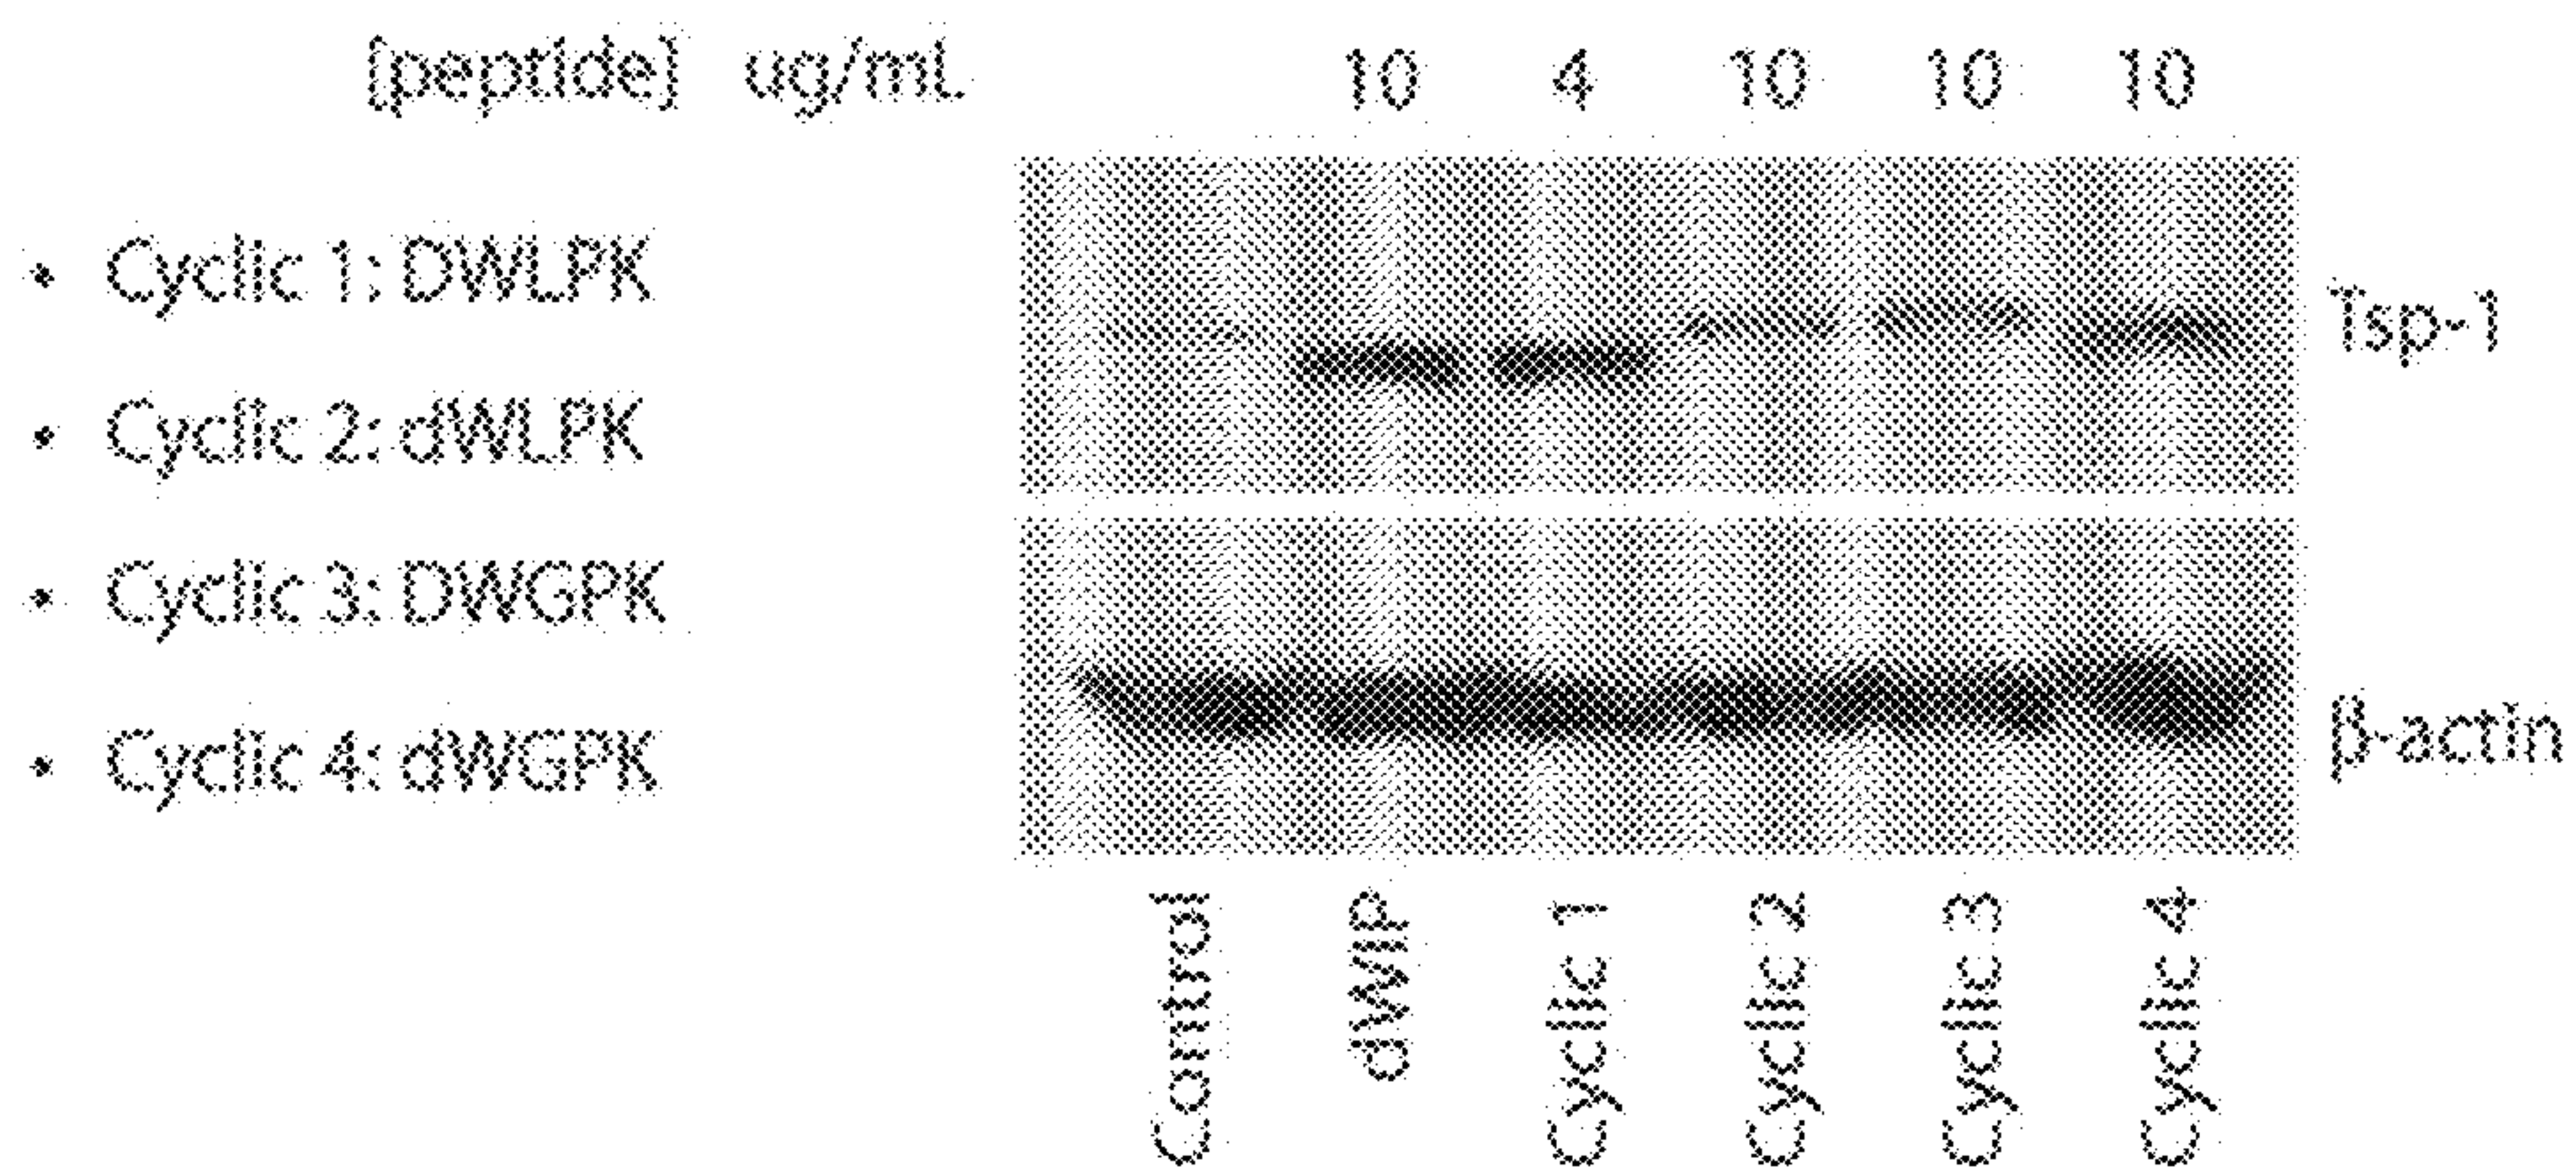 [peptide] ug/mL 10 4 10 10 10
• Cyclic 1: DWLPK
• Cyclic 2: dWLPK
• Cyclic 3: DWGPK
• Cyclic 4: dWGPK
Tsp-1
β-actin
Control
dWIP
Cyclic 1
Cyclic 2
Cyclic 3
Cyclic 4